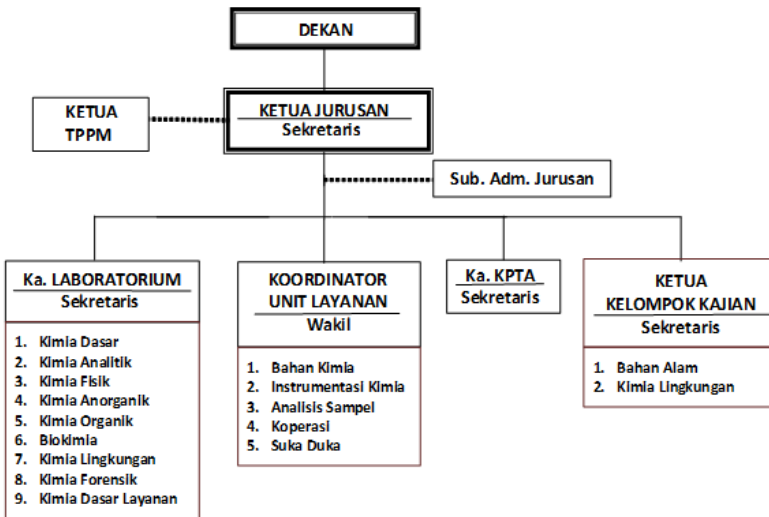 DEKAN
KETUA
TPPM
KETUA JURUSAN
Sekretaris
Sub. Adm. Jurusan
Ka. LABORATORIUM
Sekretaris
1. Kimia Dasar
2. Kimia Analitik
3. Kimia Fisik
4. Kimia Anorganik
5. Kimia Organik
6. Biokimia
7. Kimia Lingkungan
8. Kimia Forensik
9. Kimia Dasar Layanan
KOORDINATOR
UNIT LAYANAN
Wakil
1. Bahan Kimia
2. Instrumentasi Kimia
3. Analisis Sampel
4. Koperasi
5. Suka Duka
Ka. KPTA
Sekretaris
KETUA
KELOMPOK KAJIAN
Sekretaris
1. Bahan Alam
2. Kimia Lingkungan